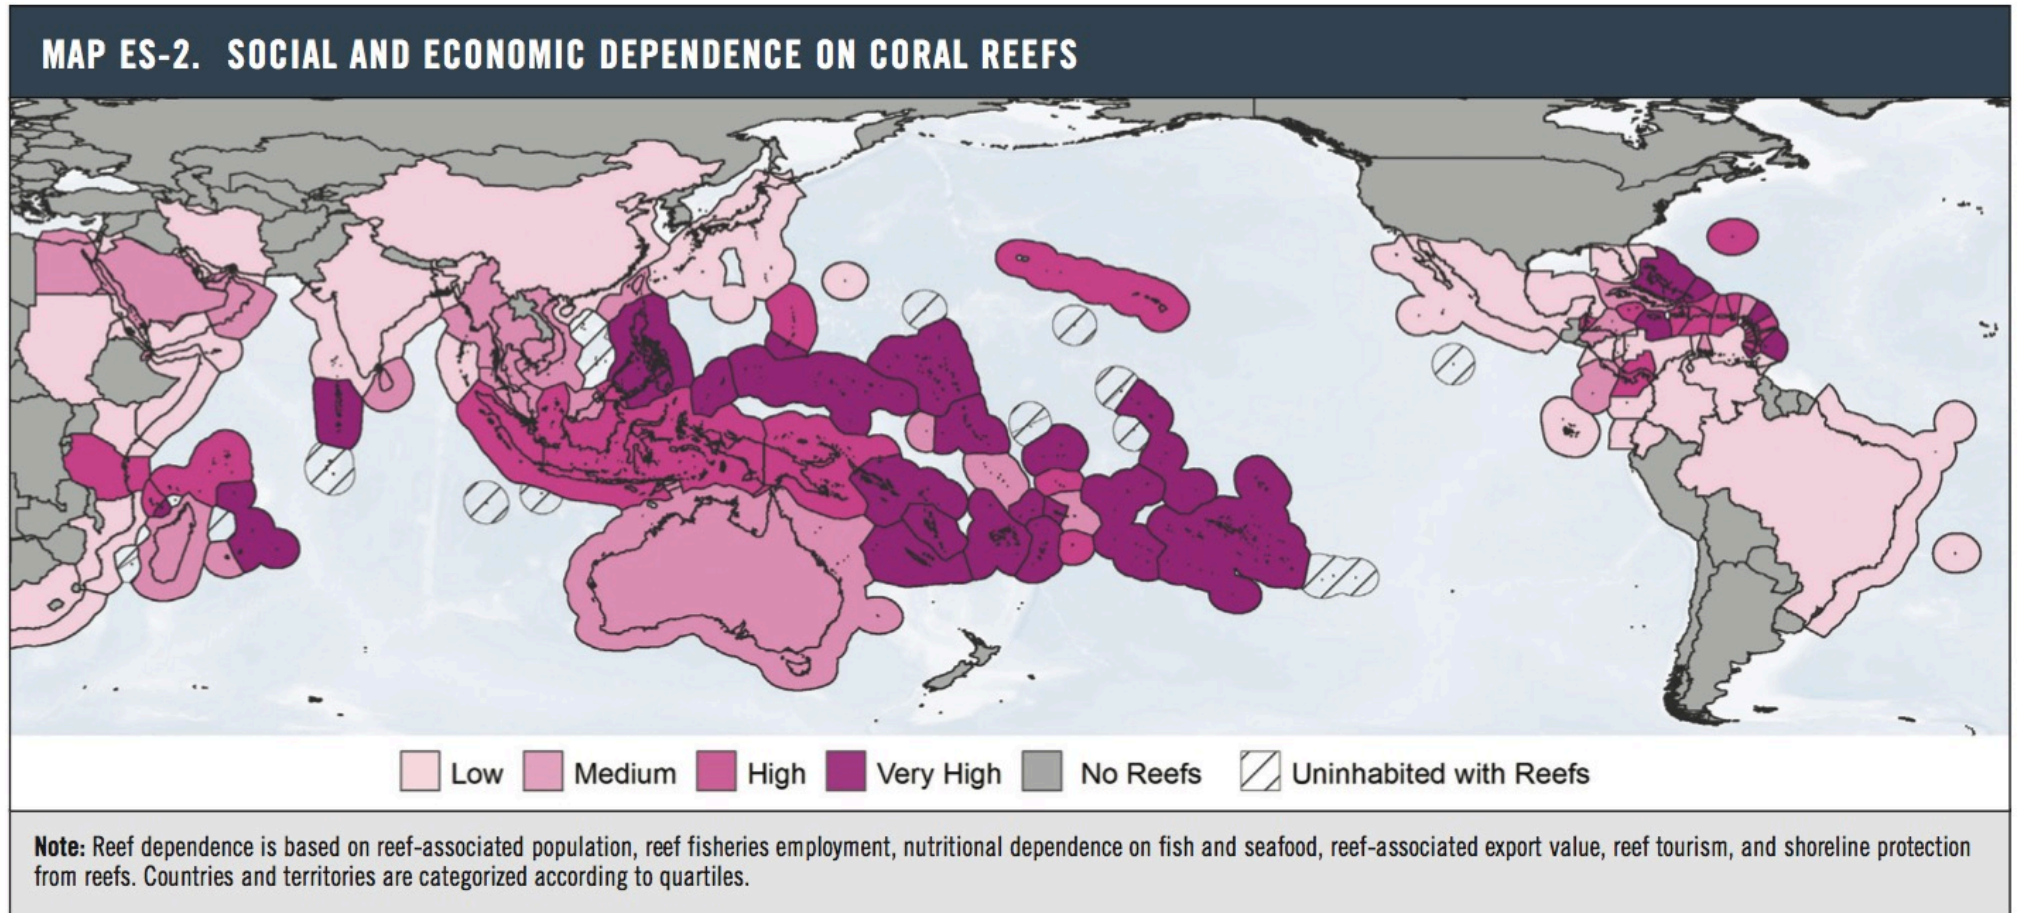 MAP ES-2. SOCIAL AND ECONOMIC DEPENDENCE ON CORAL REEFS
Low Medium High Very High No Reefs Uninhabited with Reefs
Note: Reef dependence is based on reef-associated population, reef fisheries employment, nutritional dependence on fish and seafood, reef-associated export value, reef tourism, and shoreline protection
from reefs. Countries and territories are categorized according to quartiles.